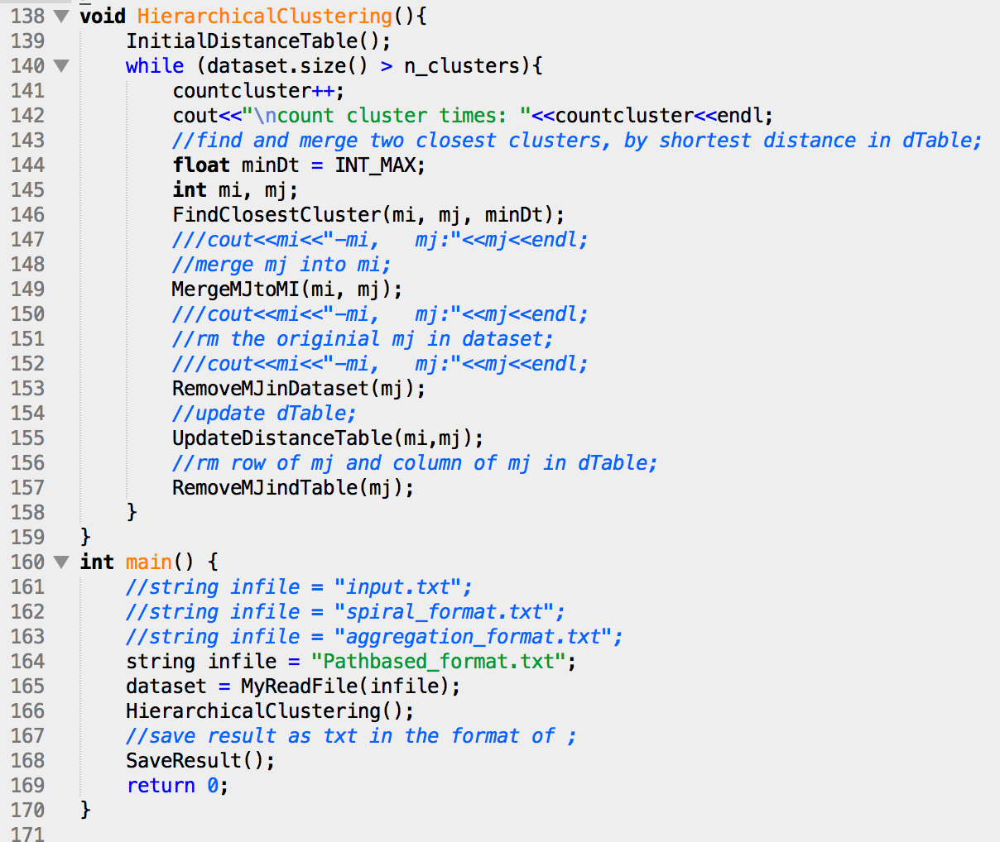 138 void HierarchicalClustering(){
139 InitialDistanceTable();
140 while (dataset.size() > n_clusters){
141 countcluster++;
142 cout<<"\ncount cluster times: "<<countcluster<<endl;
143 //find and merge two closest clusters, by shortest distance in dTable;
144 float minDt = INT_MAX;
145 int mi, mj;
146 FindClosestCluster(mi, mj, minDt);
147 ///cout<<mi<<"—mi,   mj:"<<mj<<endl;
148 //merge mj into mi;
149 MergeMJtoMI(mi, mj);
150 ///cout<<mi<<"—mi,   mj:"<<mj<<endl;
151 //rm the originial mj in dataset;
152 ///cout<<mi<<"—mi,   mj:"<<mj<<endl;
153 RemoveMJinDataset(mj);
154 //update dTable;
155 UpdateDistanceTable(mi,mj);
156 //rm row of mj and column of mj in dTable;
157 RemoveMJindTable(mj);
158 }
159 }
160 int main() {
161 //string infile = "input.txt";
162 //string infile = "spiral_format.txt";
163 //string infile = "aggregation_format.txt";
164 string infile = "Pathbased_format.txt";
165 dataset = MyReadFile(infile);
166 HierarchicalClustering();
167 //save result as txt in the format of ;
168 SaveResult();
169 return 0;
170 }
171